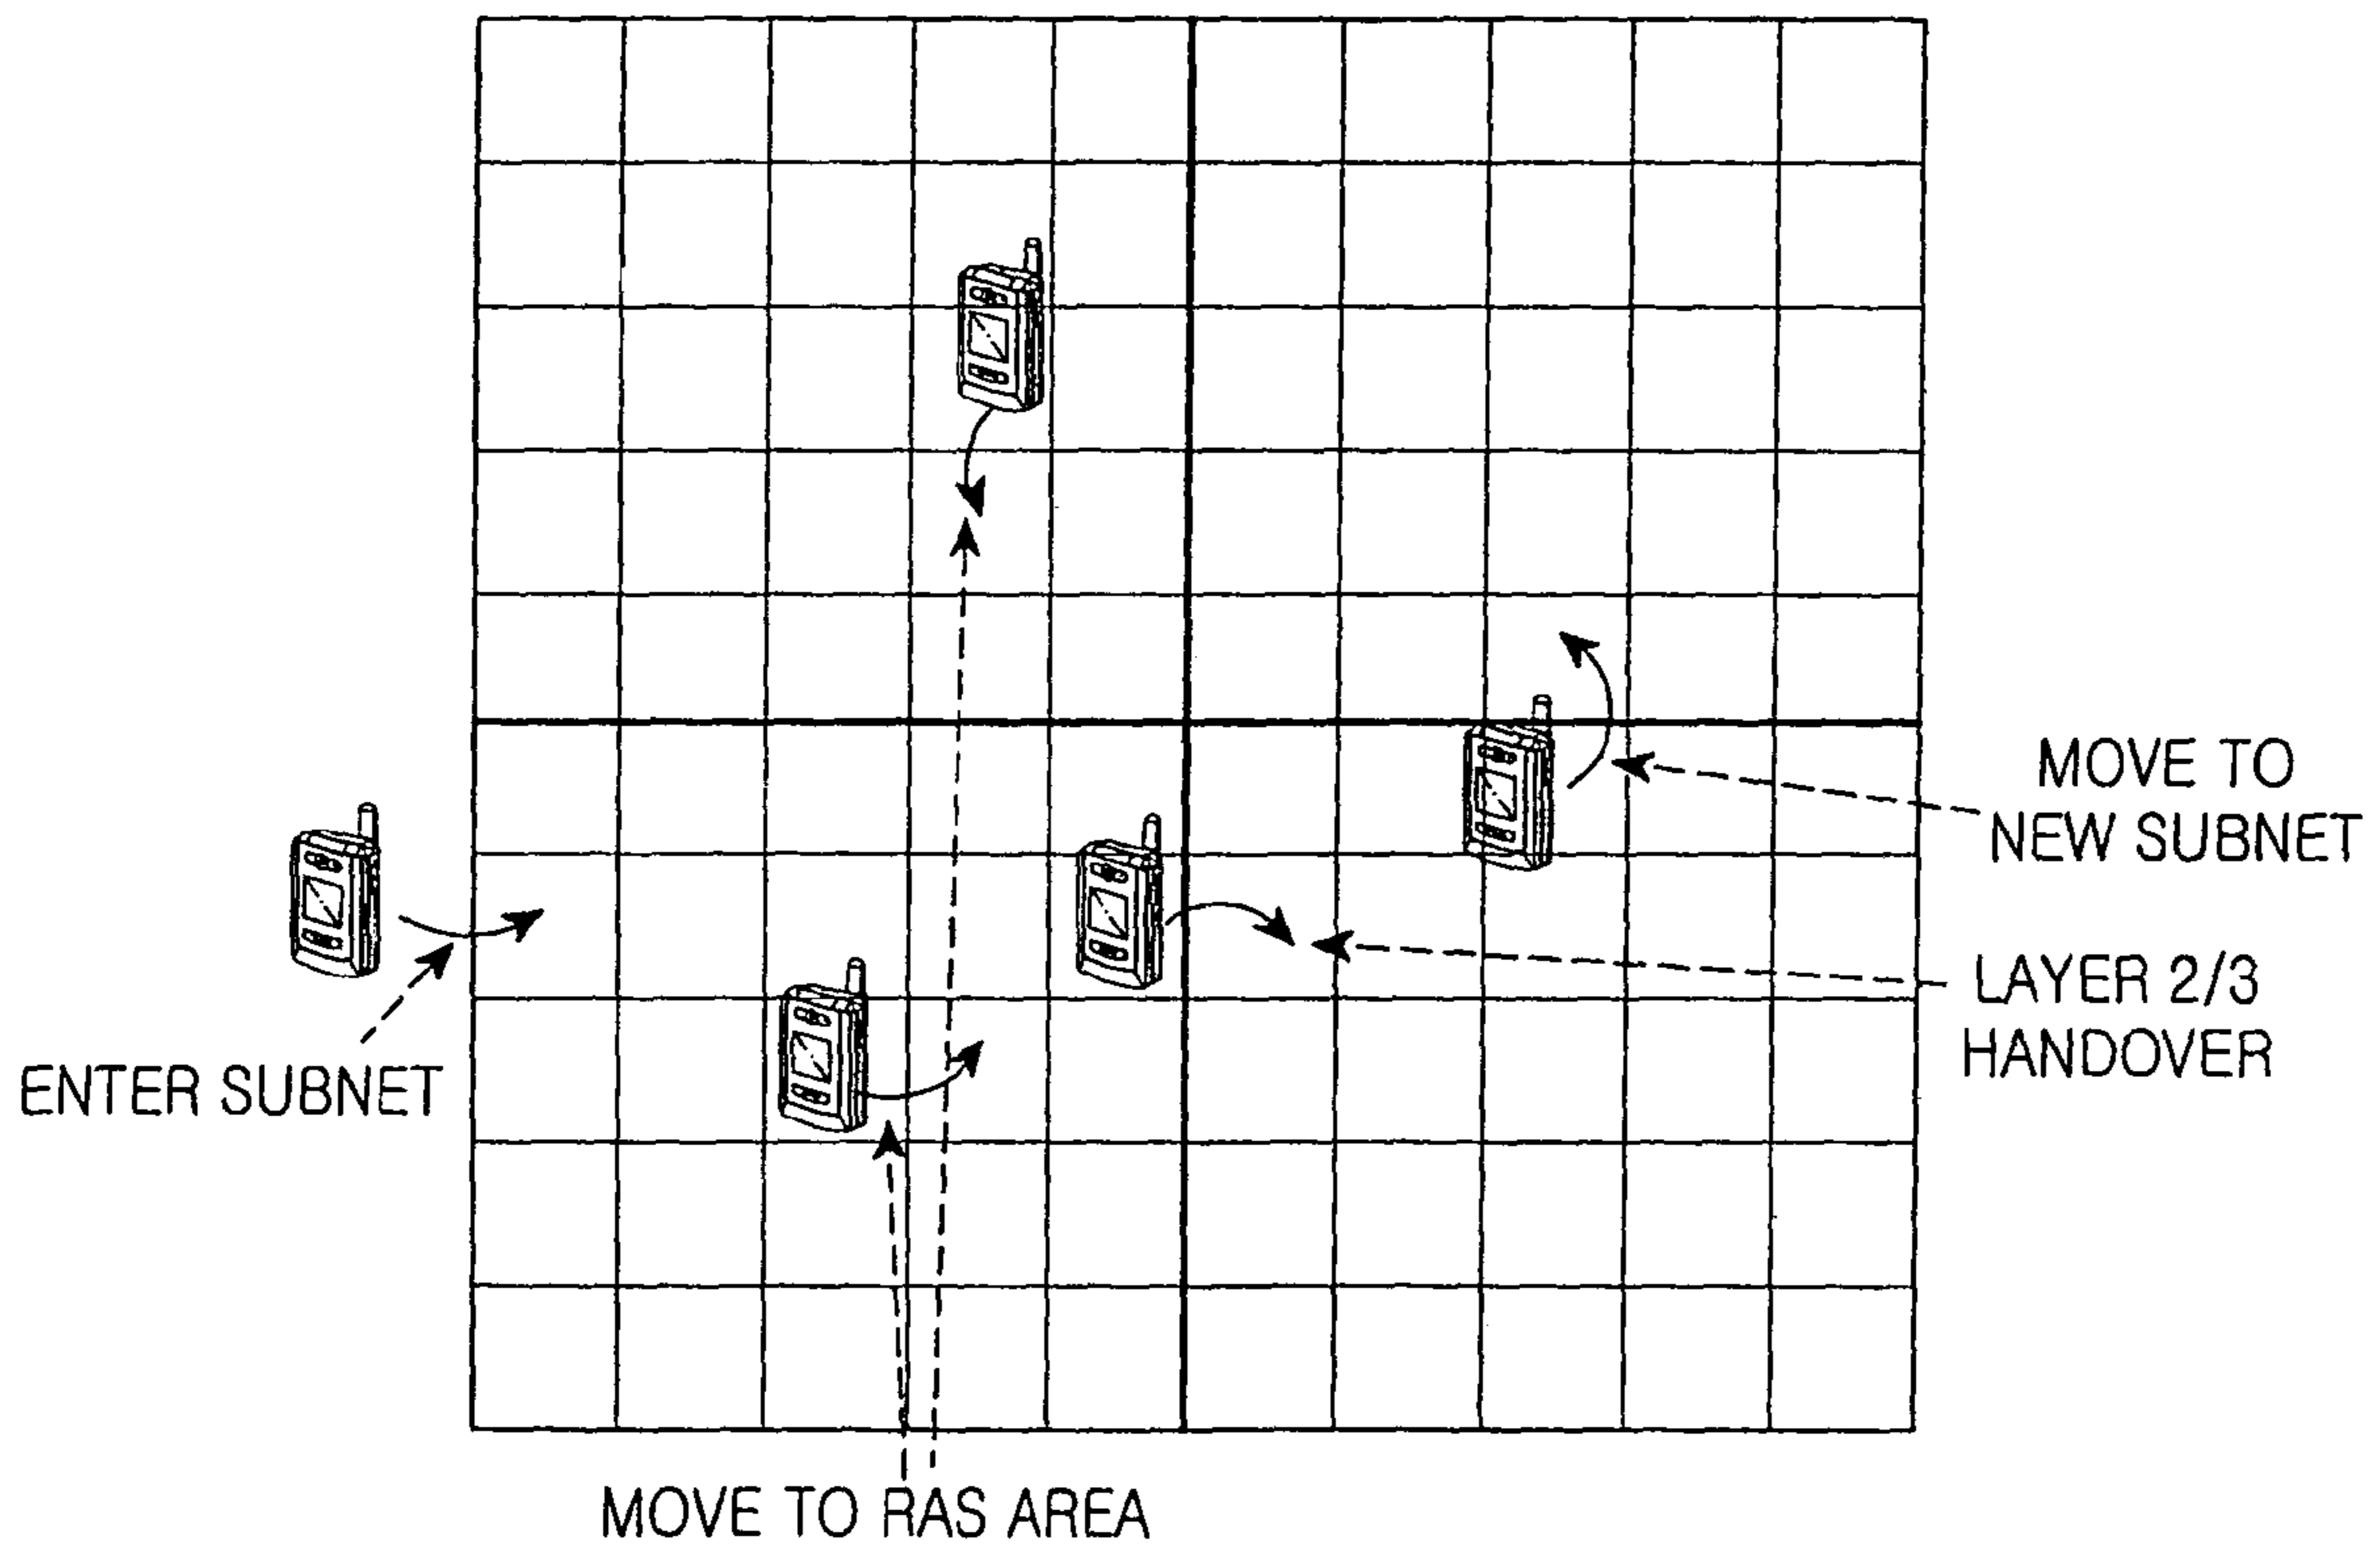 MOVE TO
NEW SUBNET
LAYER 2/3
HANDOVER
ENTER SUBNET
MOVE TO RAS AREA